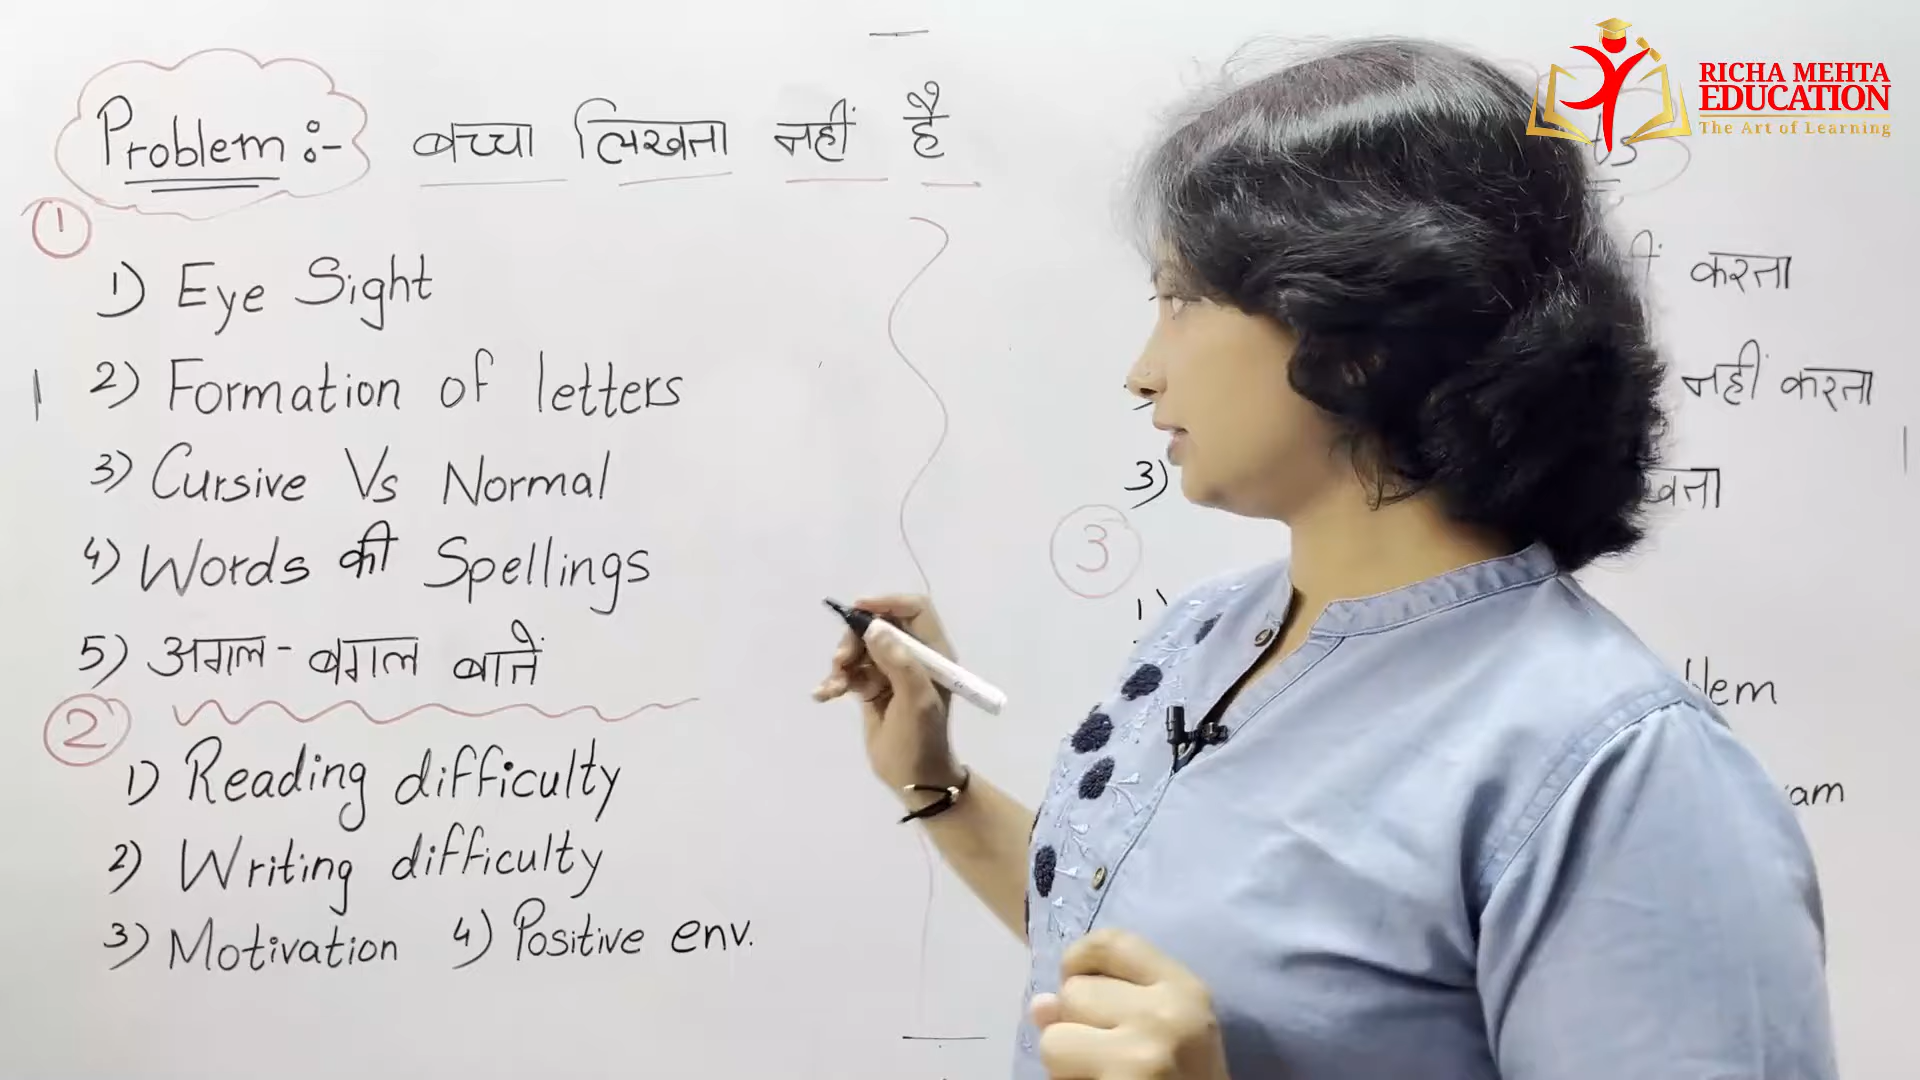 Problem :- बच्चा लिखता नहीं है
①
1) Eye Sight
2) Formation of letters
3) Cursive Vs Normal
4) Words की Spellings
5) अगल - बगल बातें
②
1) Reading difficulty
2) Writing difficulty
3) Motivation 4) Positive env.
करता
नहीं करता
3)
③
RICHA MEHTA
EDUCATION
The Art of Learning